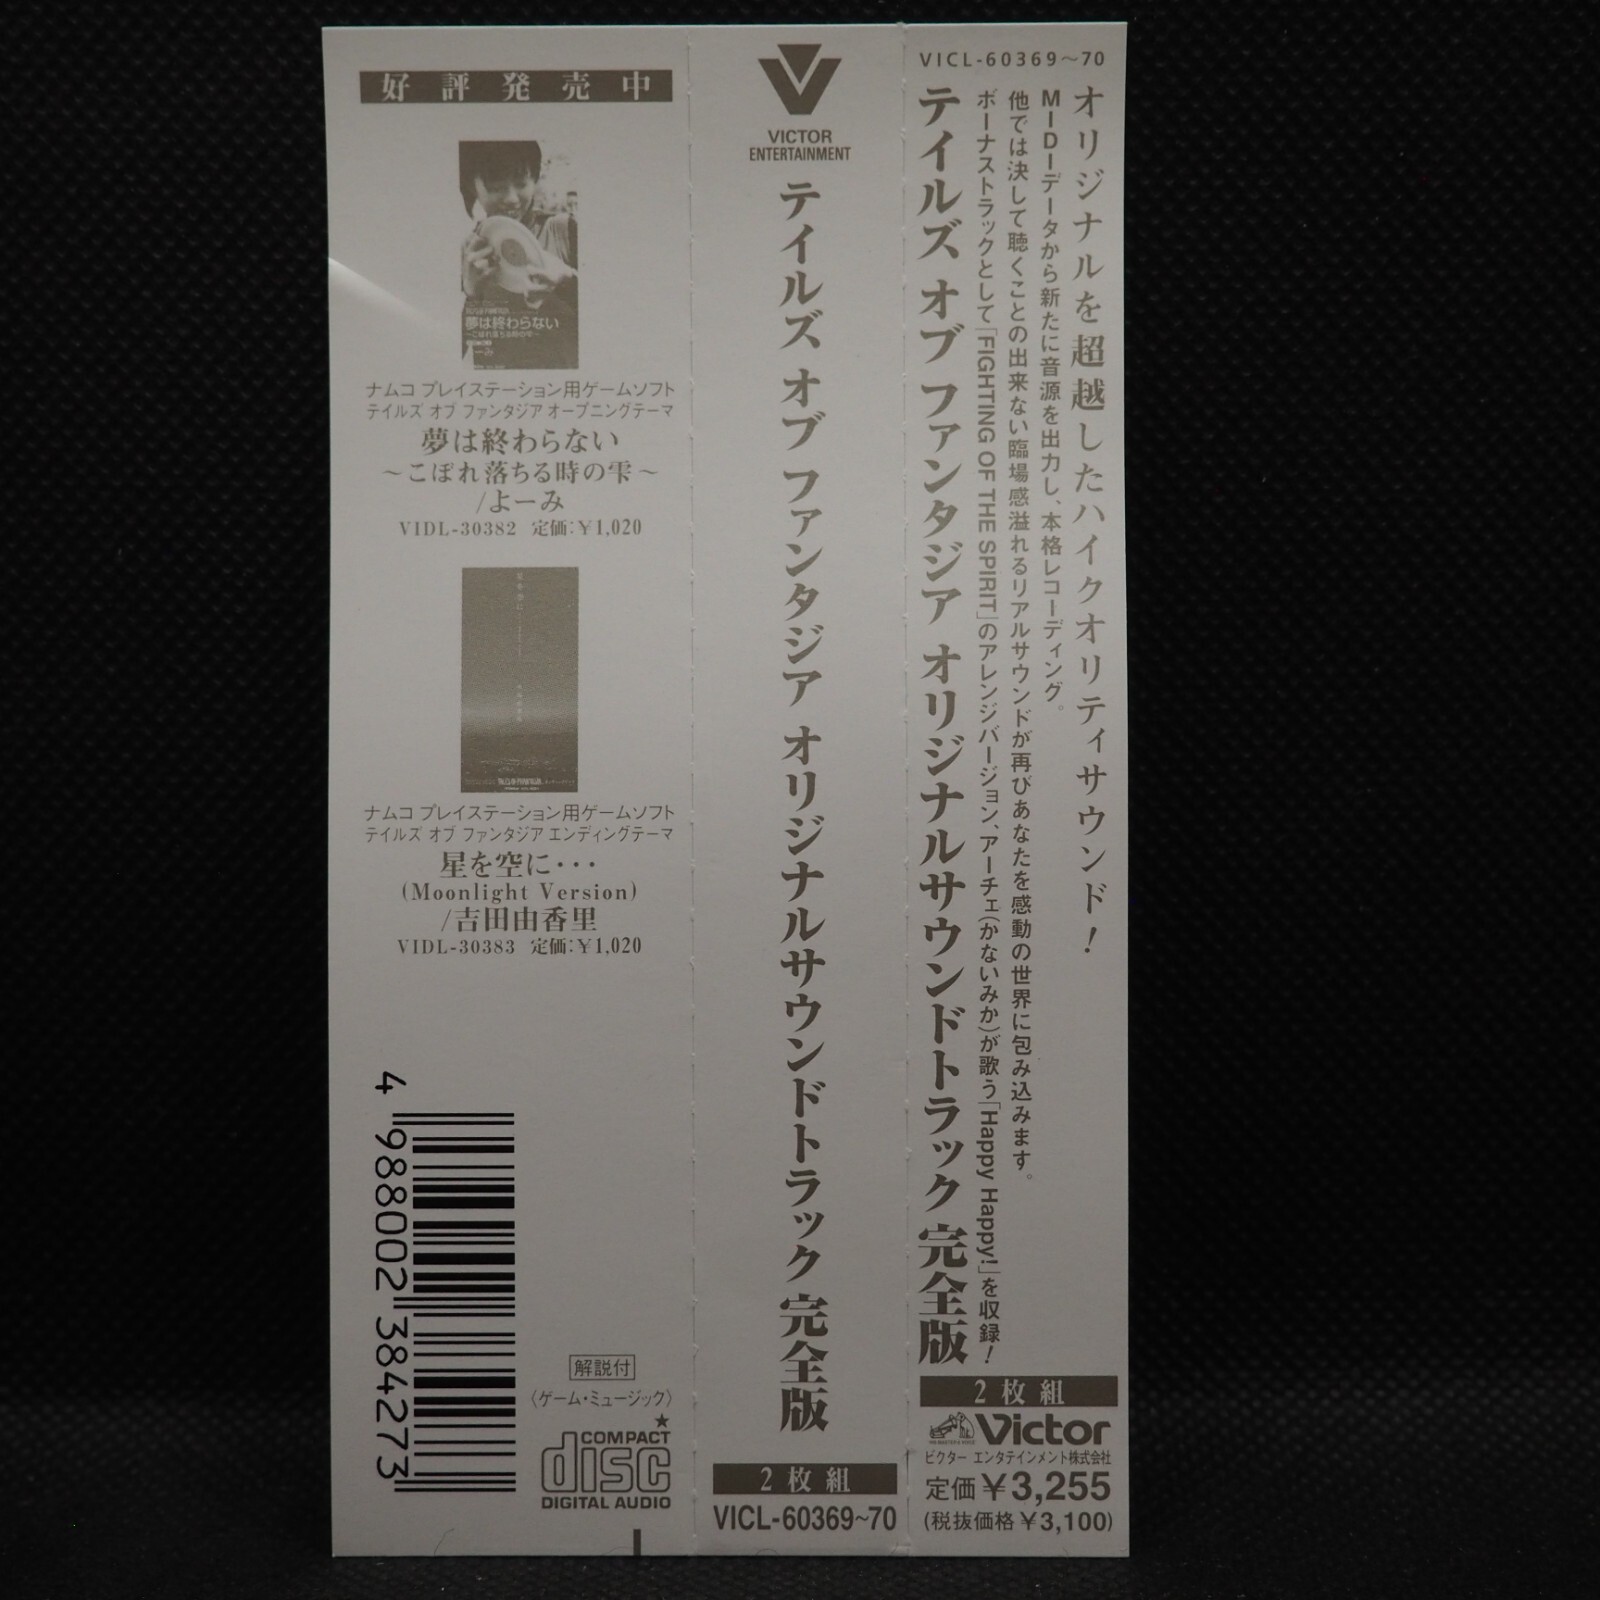 VICL-60369～70
オリジナルを超越したハイクオリティサウンド！
MIDIデータから新たに音源を出力し、本格レコーディング。
他では決して聴くことの出来ない臨場感溢れるリアルサウンドが再びあなたを感動の世界に包み込みます。
ボーナストラックとして「FIGHTING OF THE SPIRIT」のアレンジバージョン、アーチェ(かないみか)が歌う「Happy Happy!」を収録！
テイルズ オブ ファンタジア オリジナルサウンドトラック 完全版
2枚組
Victor
ビクター エンタテインメント株式会社
定価￥3,255
(税抜価格￥3,100)
VICTOR
ENTERTAINMENT
テイルズ オブ ファンタジア オリジナルサウンドトラック 完全版
2枚組
VICL-60369~70
好評発売中
夢は終わらない
～こぼれ落ちる時の雫～
よーみ
ナムコ プレイステーション用ゲームソフト
テイルズ オブ ファンタジア オープニングテーマ
夢は終わらない
～こぼれ落ちる時の雫～
/よーみ
VIDL-30382 定価:￥1,020
ナムコ プレイステーション用ゲームソフト
テイルズ オブ ファンタジア エンディングテーマ
星を空に・・・
(Moonlight Version)
/吉田由香里
VIDL-30383 定価:￥1,020
4 988002 384273
解説付
〈ゲーム・ミュージック〉
★
COMPACT
disc
DIGITAL AUDIO